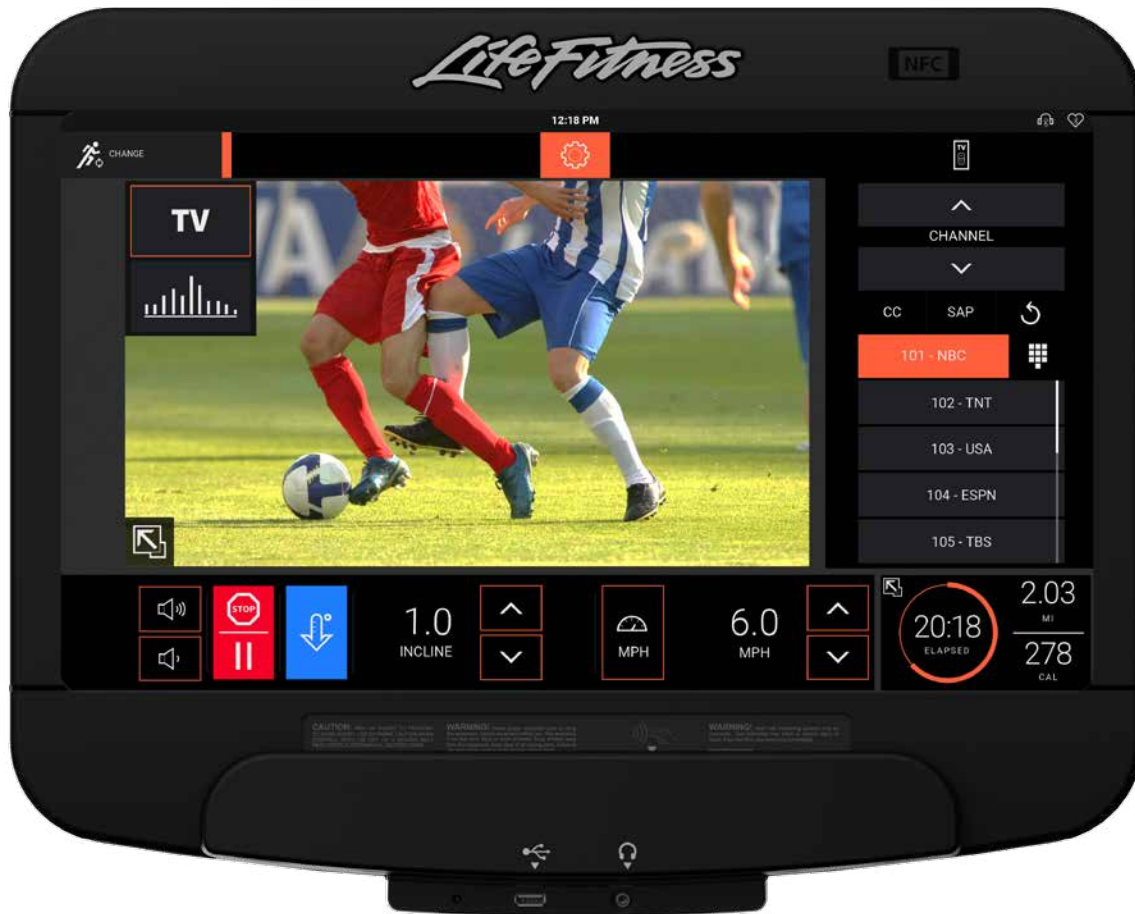 LifeFitness
NFC
12:18 PM
CHANGE
TV
TV
CHANNEL
CC SAP
101 - NBC
102 - TNT
103 - USA
104 - ESPN
105 - TBS
STOP
1.0
INCLINE
MPH
6.0
MPH
20:18
ELAPSED
2.03
MI
278
CAL
CAUTION:
WARNING!
WARNING!